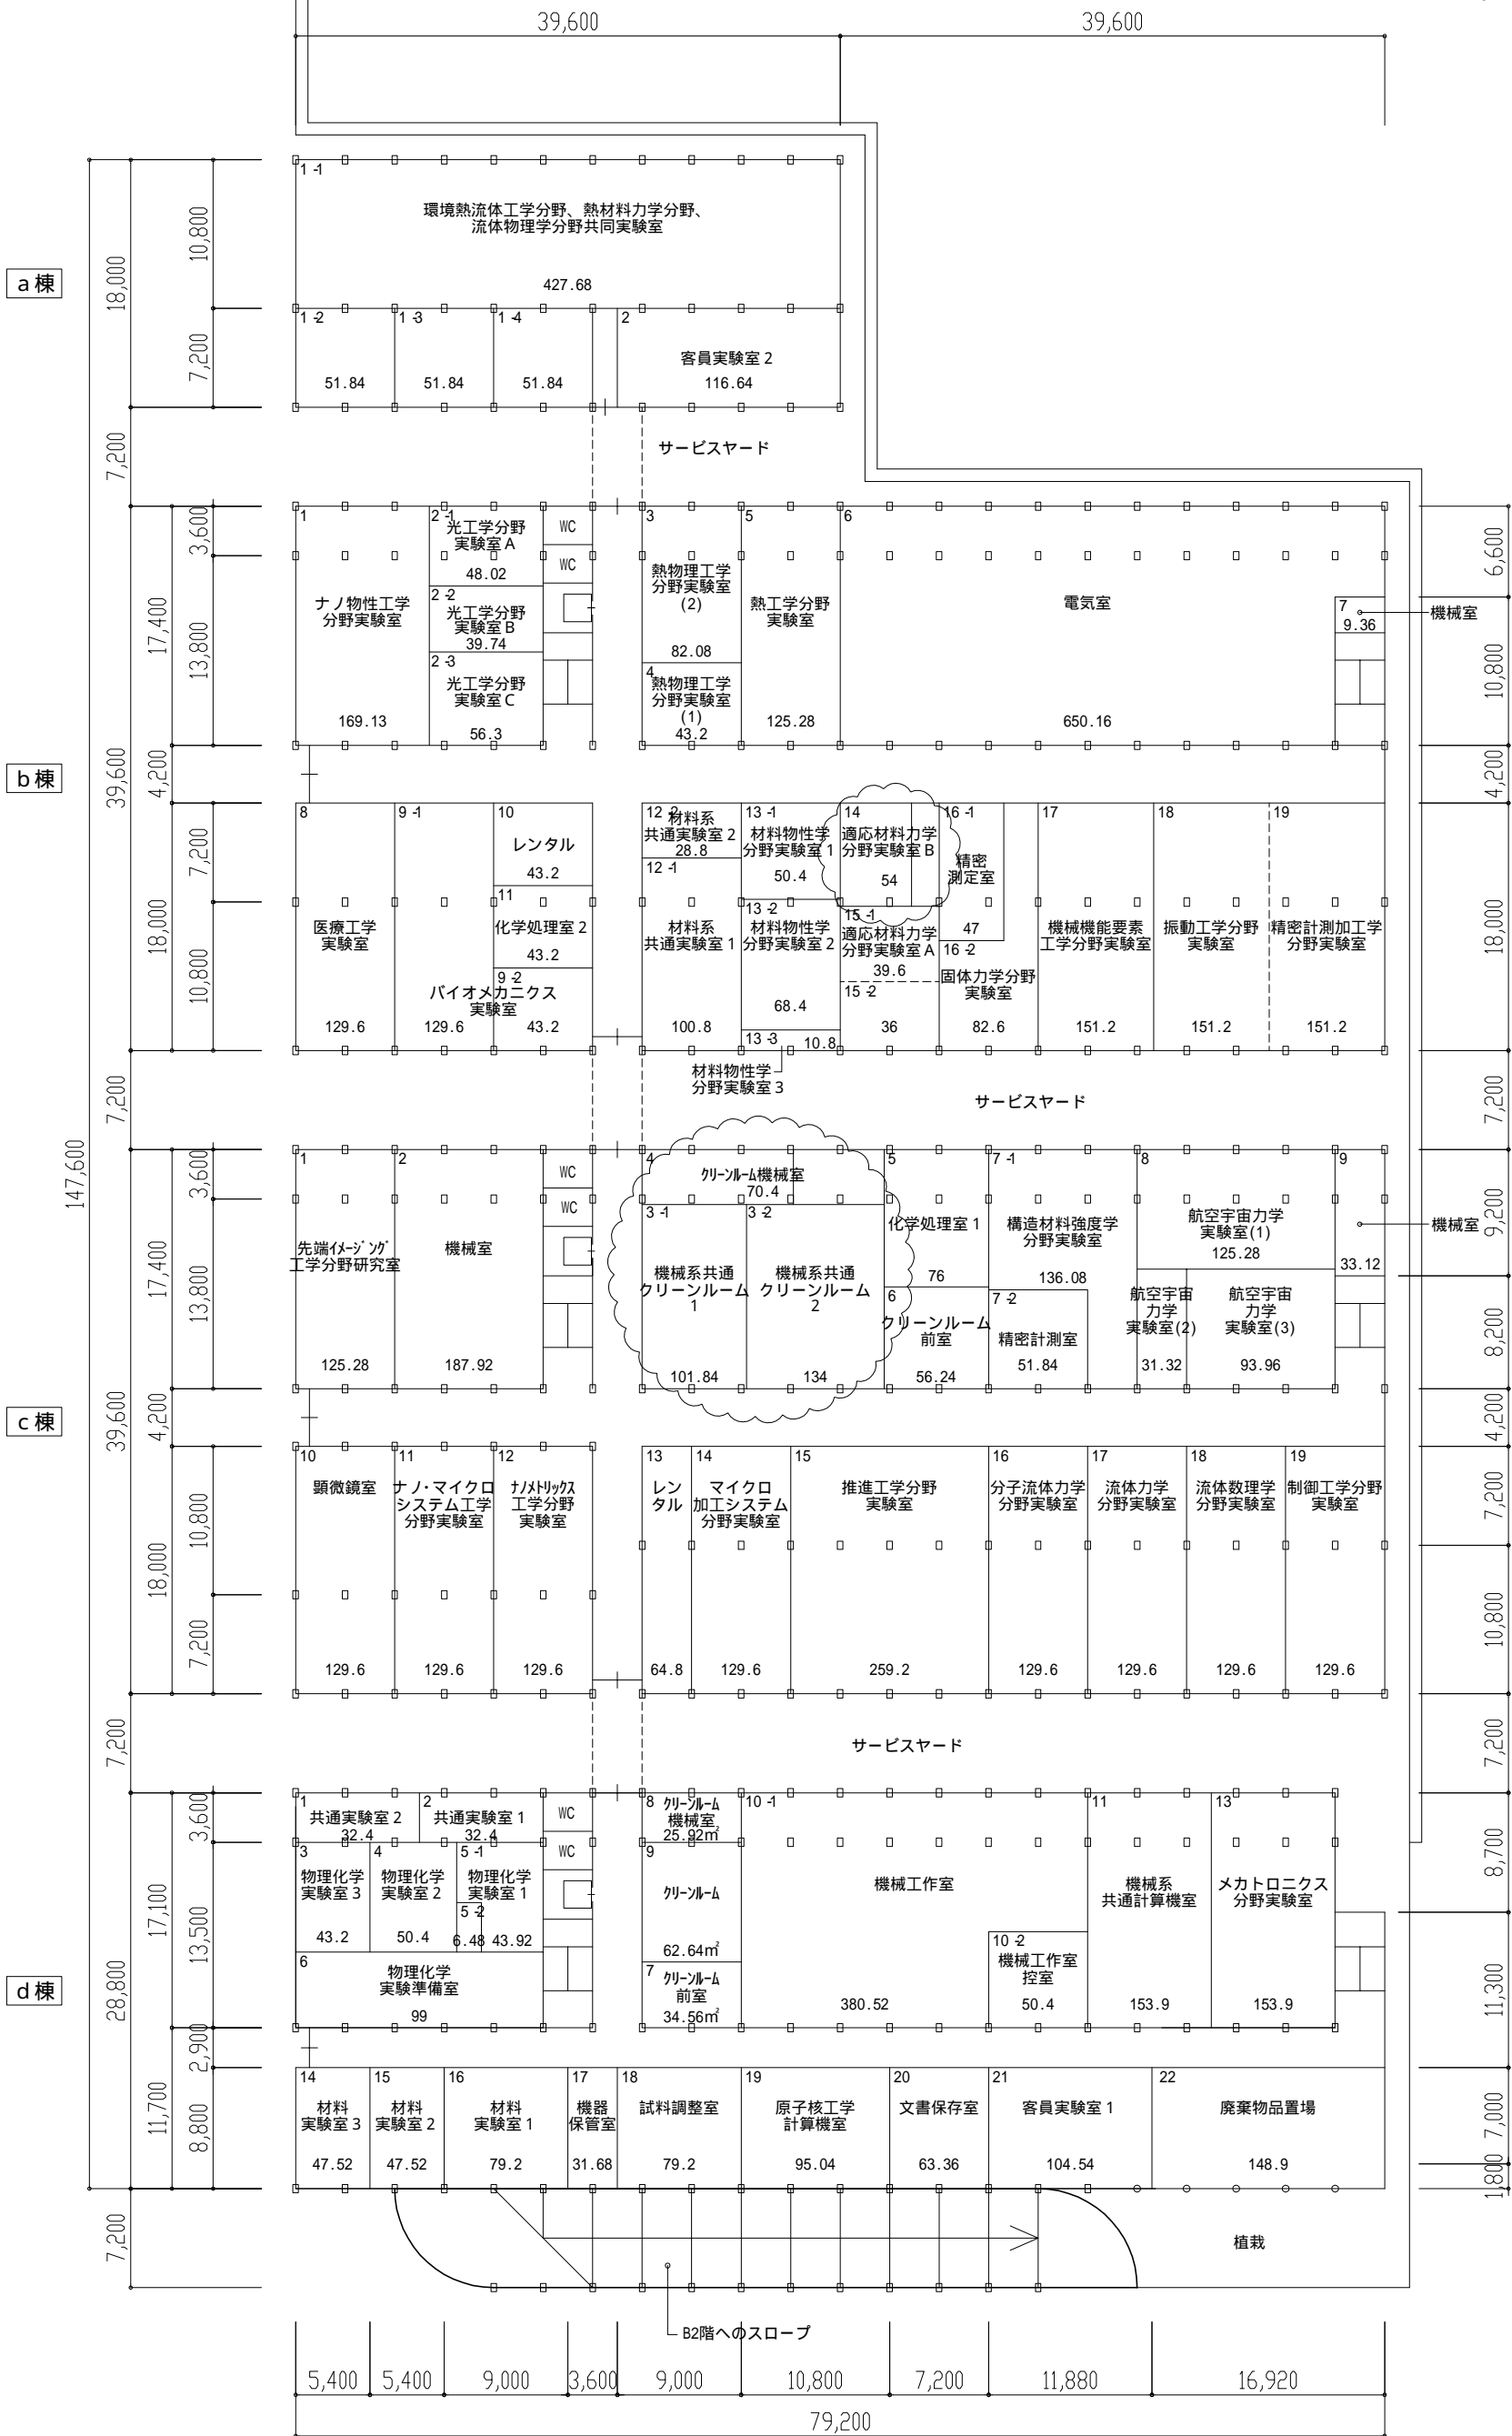 39,600
39,600
a棟
18,000
10,800
7,200
1-1
環境熱流体工学分野、熱材料力学分野、
流体物理学分野共同実験室
427.68
1-2
51.84
1-3
51.84
1-4
51.84
2
客員実験室2
116.64
7,200
サービスヤード
147,600
b棟
39,600
17,400
3,600
13,800
4,200
18,000
7,200
10,800
1
ナノ物性工学
分野実験室
169.13
2-1
光工学分野
実験室A
48.02
2-2
光工学分野
実験室B
39.74
2-3
光工学分野
実験室C
56.3
WC
WC
3
熱物理工学
分野実験室
(2)
82.08
4
熱物理工学
分野実験室
(1)
43.2
5
熱工学分野
実験室
125.28
6
電気室
650.16
7
9.36
機械室
6,600
10,800
4,200
18,000
8
医療工学
実験室
129.6
9-1
129.6
10
レンタル
43.2
11
化学処理室2
43.2
9-2
バイオメカニクス
実験室
43.2
12-2
材料系
共通実験室2
28.8
12-1
材料系
共通実験室1
100.8
13-1
材料物性学
分野実験室1
50.4
13-2
材料物性学
分野実験室2
68.4
13-3
10.8
材料物性学
分野実験室3
14
適応材料力学
分野実験室B
54
15-1
適応材料力学
分野実験室A
39.6
15-2
36
16-1
精密
測定室
47
16-2
固体力学分野
実験室
82.6
17
機械機能要素
工学分野実験室
151.2
18
振動工学分野
実験室
151.2
19
精密計測加工学
分野実験室
151.2
7,200
サービスヤード
7,200
c棟
39,600
17,400
3,600
13,800
4,200
18,000
10,800
7,200
1
先端イメージング
工学分野研究室
125.28
2
機械室
187.92
WC
WC
4
クリーンルーム機械室
70.4
3-1
機械系共通
クリーンルーム
1
101.84
3-2
機械系共通
クリーンルーム
2
134
5
化学処理室1
76
6
クリーンルーム
前室
56.24
7-1
構造材料強度学
分野実験室
136.08
7-2
精密計測室
51.84
8
航空宇宙力学
実験室(1)
125.28
航空宇宙
力学
実験室(2)
31.32
航空宇宙
力学
実験室(3)
93.96
9
33.12
機械室
9,200
8,200
4,200
7,200
10,800
10
顕微鏡室
129.6
11
ナノ・マイクロ
システム工学
分野実験室
129.6
12
ナノメトリックス
工学分野
実験室
129.6
13
レン
タル
64.8
14
マイクロ
加工システム
分野実験室
129.6
15
推進工学分野
実験室
259.2
16
分子流体力学
分野実験室
129.6
17
流体力学
分野実験室
129.6
18
流体数理学
分野実験室
129.6
19
制御工学分野
実験室
129.6
7,200
サービスヤード
7,200
d棟
28,800
17,100
3,600
13,500
2,900
11,700
8,800
1
共通実験室2
32.4
2
共通実験室1
32.4
3
物理化学
実験室3
43.2
4
物理化学
実験室2
50.4
5-1
物理化学
実験室1
43.92
5-2
6.48
6
物理化学
実験準備室
99
WC
WC
8
クリーンルーム
機械室
25.92㎡
9
クリーンルーム
62.64㎡
7
クリーンルーム
前室
34.56㎡
10-1
機械工作室
380.52
10-2
機械工作室
控室
50.4
11
機械系
共通計算機室
153.9
13
メカトロニクス
分野実験室
153.9
8,700
11,300
7,000
1,800
14
材料
実験室3
47.52
15
材料
実験室2
47.52
16
材料
実験室1
79.2
17
機器
保管室
31.68
18
試料調整室
79.2
19
原子核工学
計算機室
95.04
20
文書保存室
63.36
21
客員実験室1
104.54
22
廃棄物品置場
148.9
7,200
植栽
B2階へのスロープ
5,400
5,400
9,000
3,600
9,000
10,800
7,200
11,880
16,920
79,200